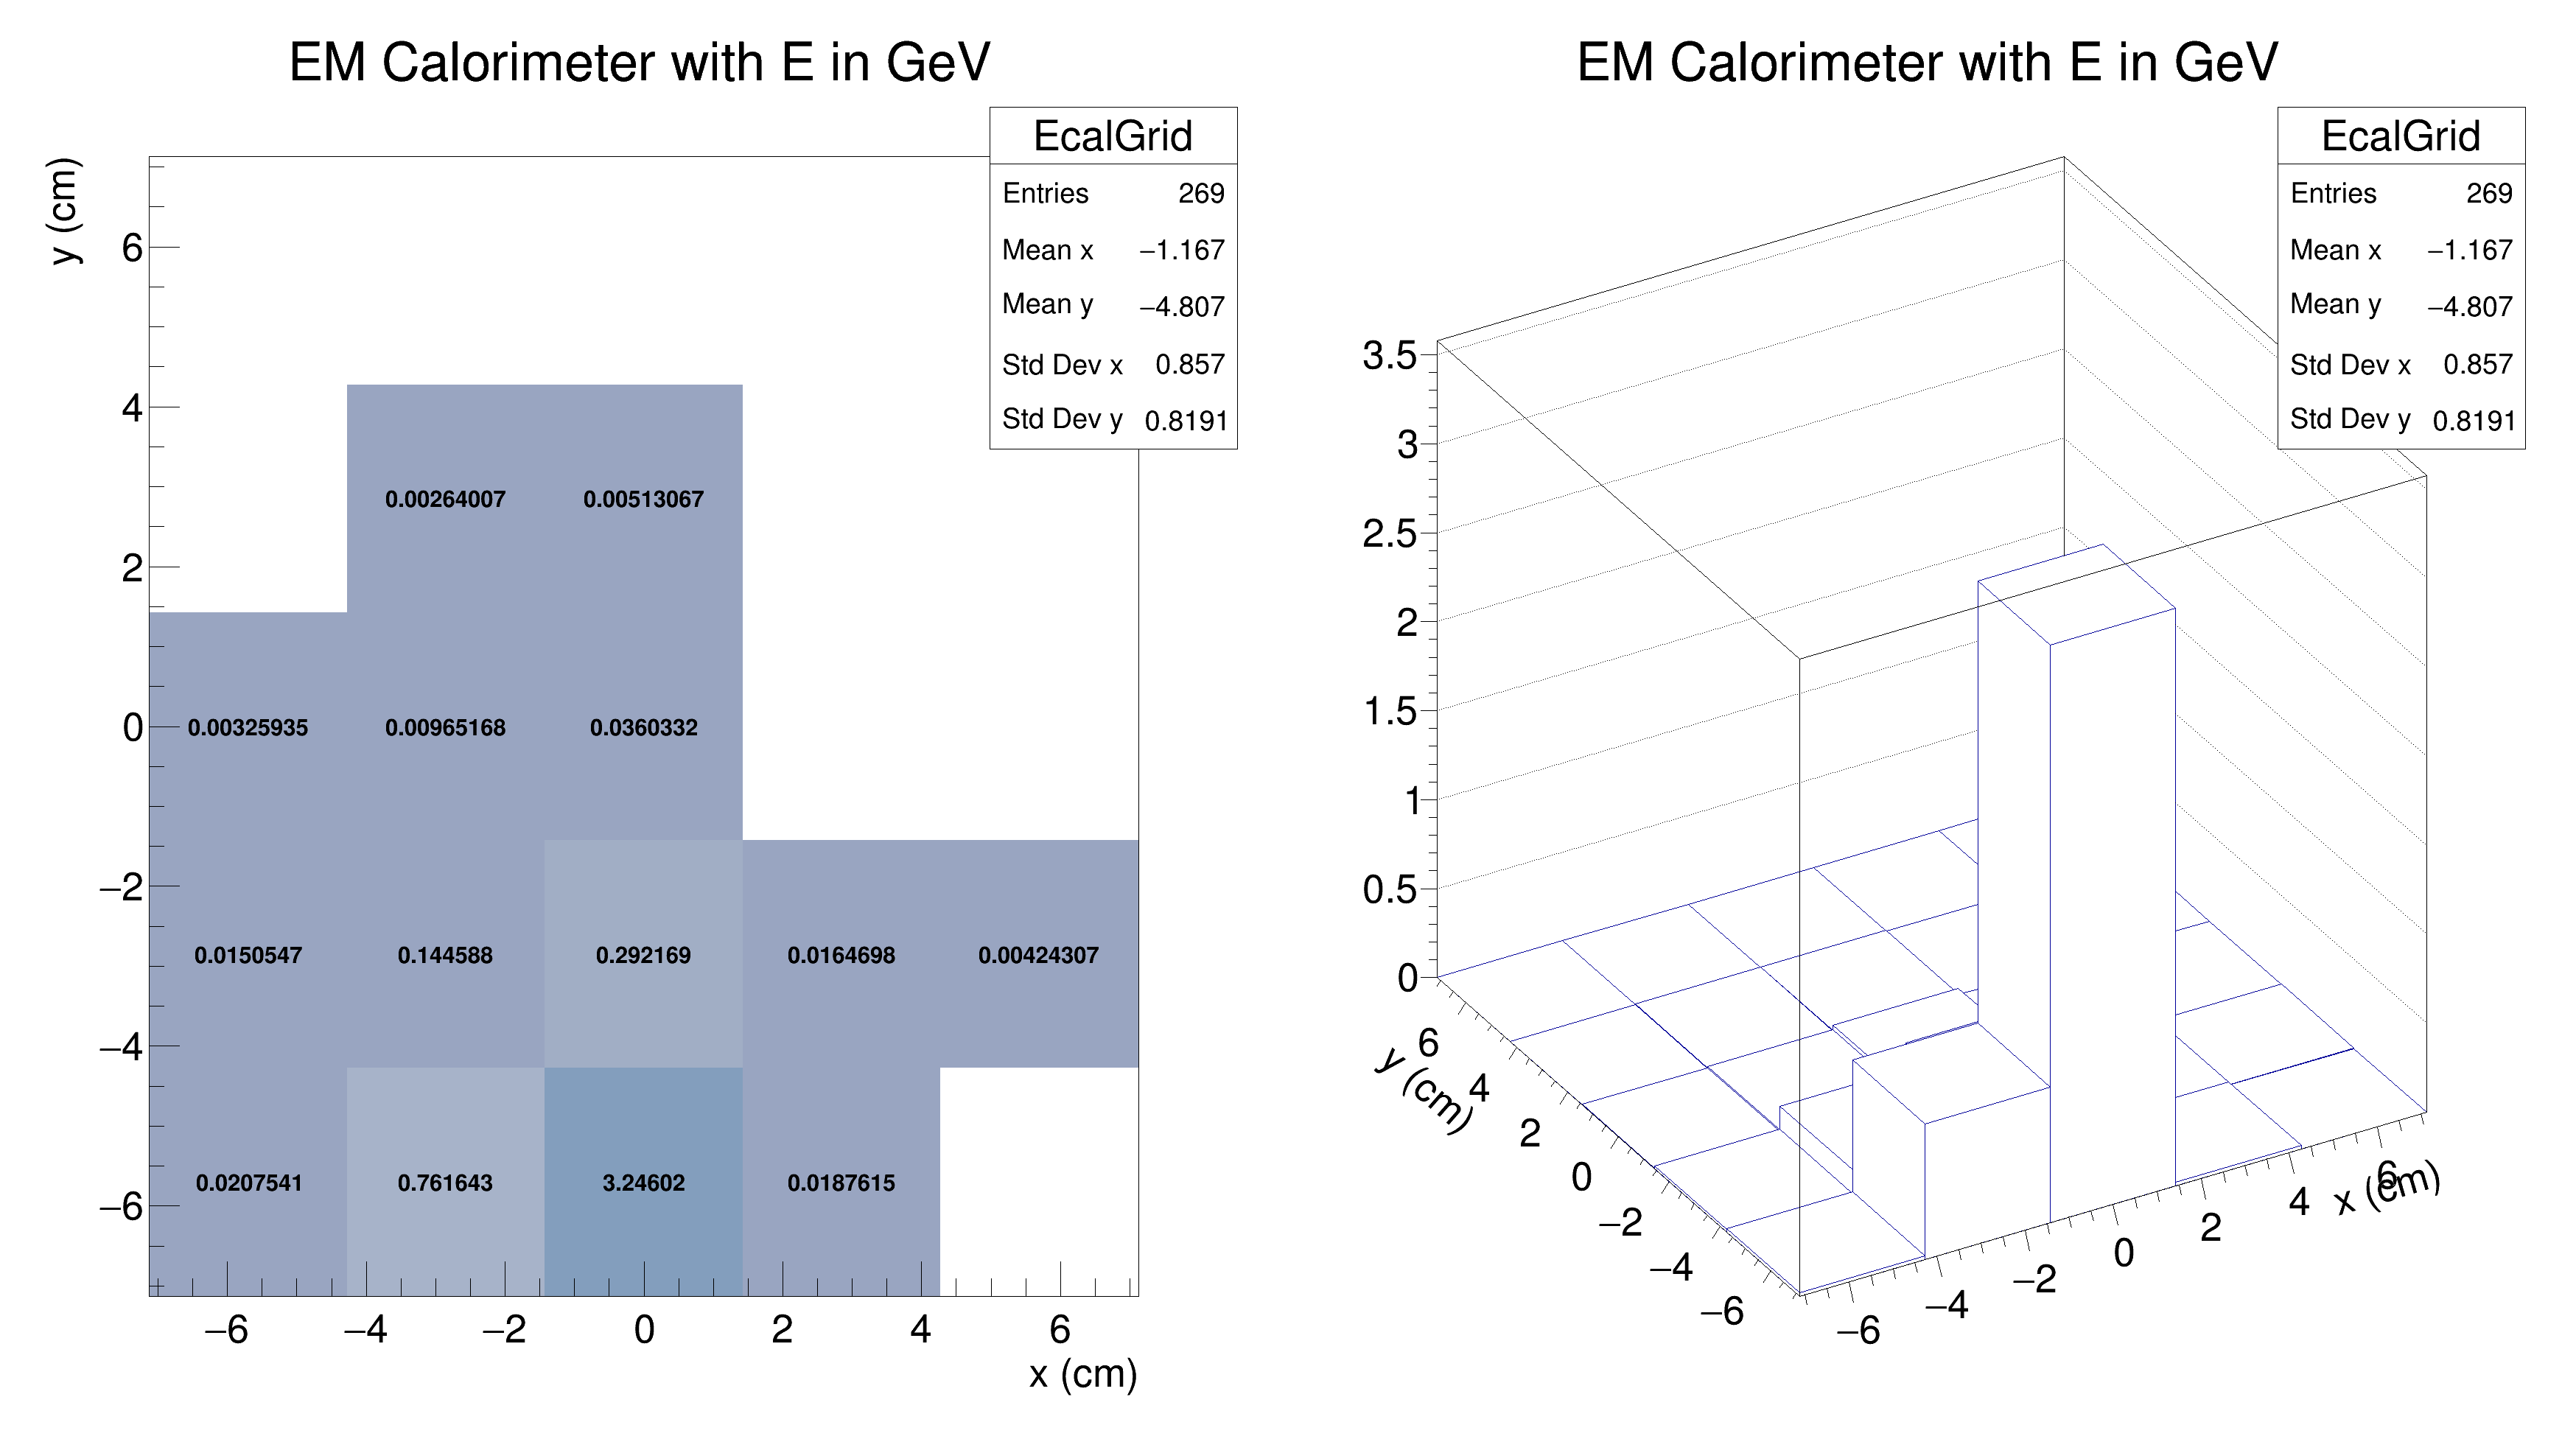 EM Calorimeter with E in GeV
EcalGrid
Entries 269
Mean x −1.167
Mean y −4.807
Std Dev x 0.857
Std Dev y 0.8191
y (cm)
6
4
2
0
−2
−4
−6
0.00264007 0.00513067
0.00325935 0.00965168 0.0360332
0.0150547 0.144588 0.292169 0.0164698 0.00424307
0.0207541 0.761643 3.24602 0.0187615
−6 −4 −2 0 2 4 6
x (cm)
EM Calorimeter with E in GeV
EcalGrid
Entries 269
Mean x −1.167
Mean y −4.807
Std Dev x 0.857
Std Dev y 0.8191
3.5
3
2.5
2
1.5
1
0.5
0
y (cm)
6
4
2
0
−2
−4
−6
−6
−4
−2
0
2
4
6
x (cm)